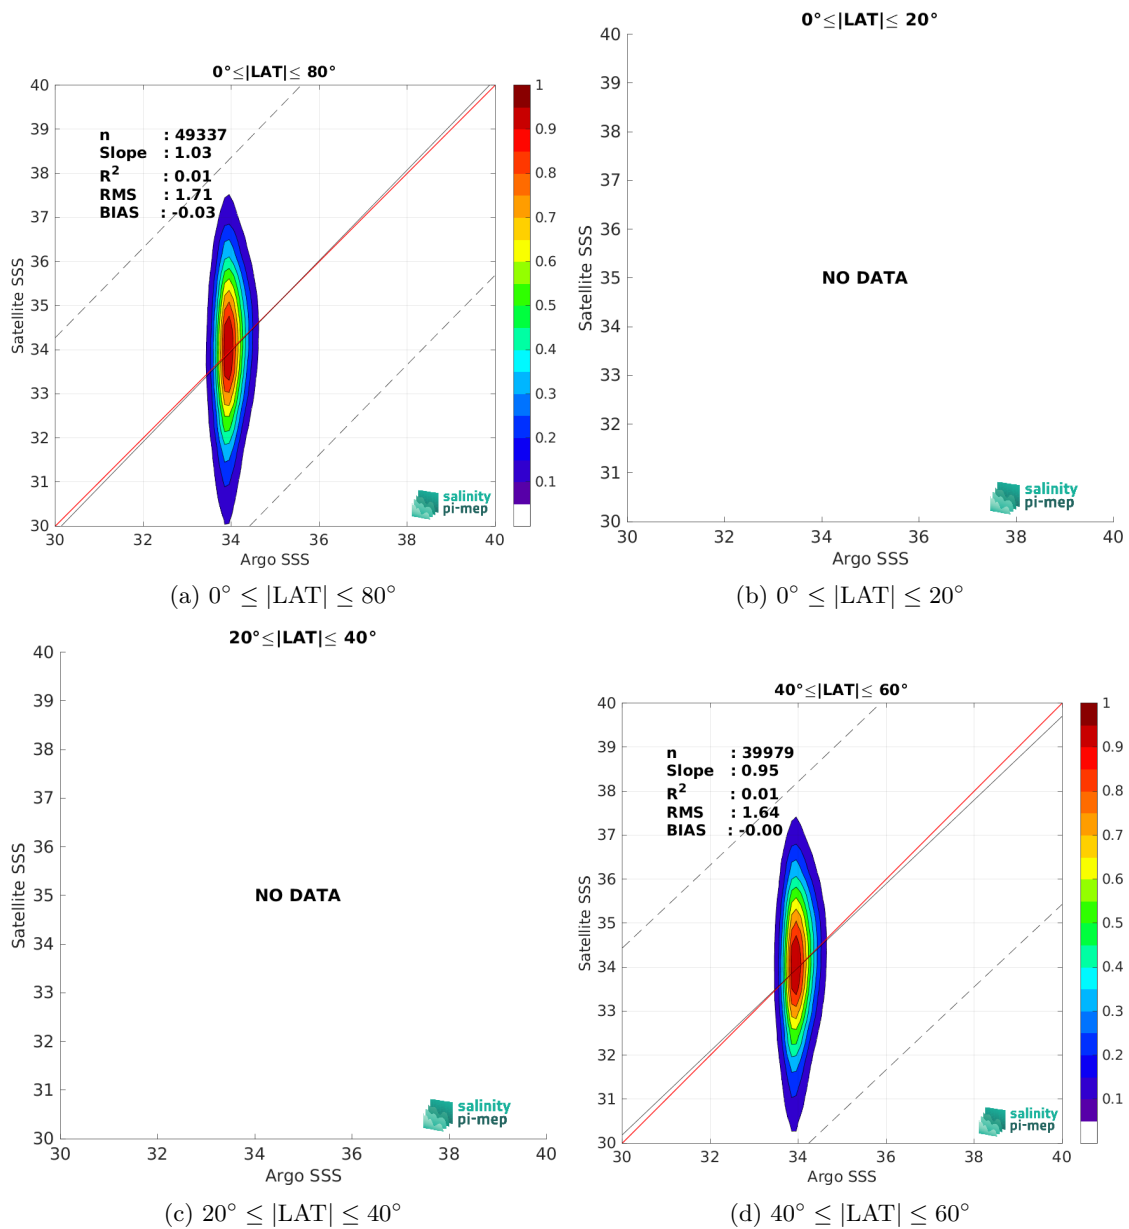 0°≤|LAT|≤ 80°
40
39
38
37
36
35
34
33
32
31
30
Satellite SSS
n : 49337
Slope : 1.03
R² : 0.01
RMS : 1.71
BIAS : -0.03
salinity
pi-mep
30 32 34 36 38 40
Argo SSS
1
0.9
0.8
0.7
0.6
0.5
0.4
0.3
0.2
0.1
(a) 0° ≤ |LAT| ≤ 80°
0°≤|LAT|≤ 20°
40
39
38
37
36
35
34
33
32
31
30
Satellite SSS
NO DATA
salinity
pi-mep
30 32 34 36 38 40
Argo SSS
(b) 0° ≤ |LAT| ≤ 20°
20°≤|LAT|≤ 40°
40
39
38
37
36
35
34
33
32
31
30
Satellite SSS
NO DATA
salinity
pi-mep
30 32 34 36 38 40
Argo SSS
(c) 20° ≤ |LAT| ≤ 40°
40°≤|LAT|≤ 60°
40
39
38
37
36
35
34
33
32
31
30
Satellite SSS
n : 39979
Slope : 0.95
R² : 0.01
RMS : 1.64
BIAS : -0.00
salinity
pi-mep
30 32 34 36 38 40
Argo SSS
1
0.9
0.8
0.7
0.6
0.5
0.4
0.3
0.2
0.1
(d) 40° ≤ |LAT| ≤ 60°